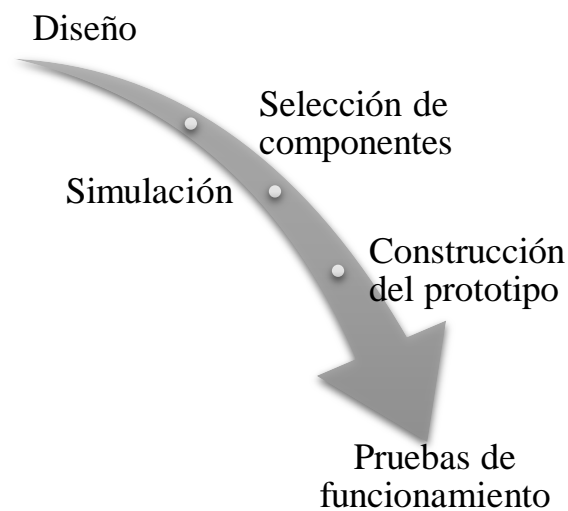 Diseño
Selección de
componentes
Simulación
Construcción
del prototipo
Pruebas de
funcionamiento